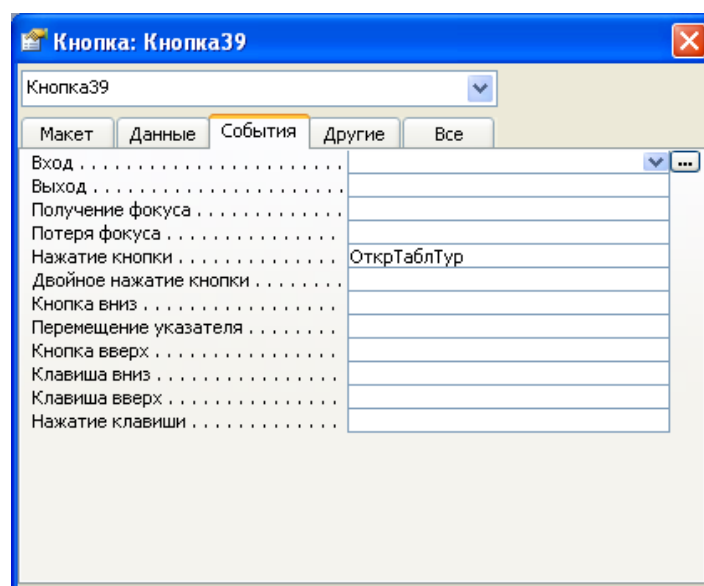 Кнопка: Кнопка39
Кнопка39
Макет Данные События Другие Все
Вход . . . . . . . . . . . . . . . . . . . . . . . ...
Выход . . . . . . . . . . . . . . . . . . . . . .
Получение фокуса . . . . . . . . . . . . .
Потеря фокуса . . . . . . . . . . . . . . .
Нажатие кнопки . . . . . . . . . . . . . . ОткрТаблТур
Двойное нажатие кнопки . . . . . . . .
Кнопка вниз . . . . . . . . . . . . . . . . .
Перемещение указателя . . . . . . . .
Кнопка вверх . . . . . . . . . . . . . . . .
Клавиша вниз . . . . . . . . . . . . . . . .
Клавиша вверх . . . . . . . . . . . . . . .
Нажатие клавиши . . . . . . . . . . . . .